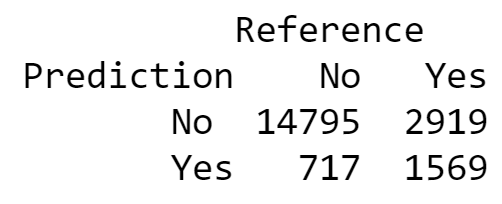 Reference
Prediction No Yes
No 14795 2919
Yes 717 1569